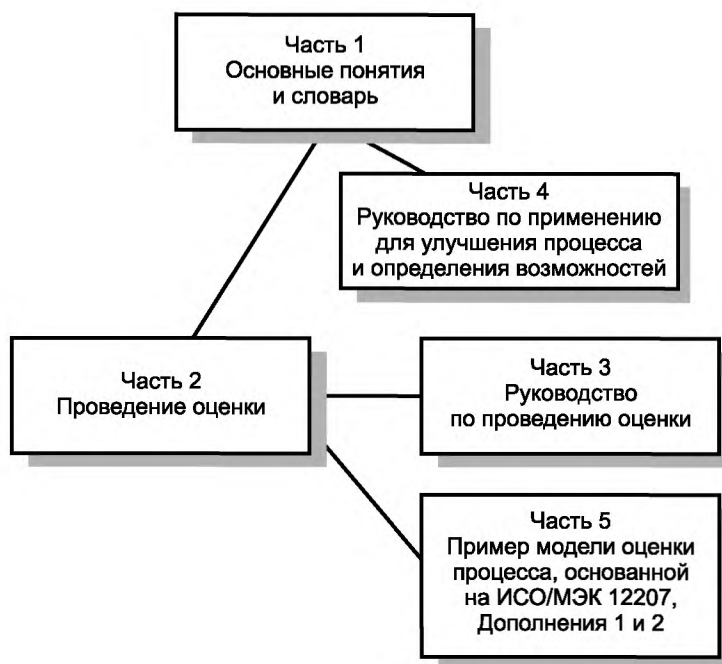 Часть 1
Основные понятия
и словарь
Часть 4
Руководство по применению
для улучшения процесса
и определения возможностей
Часть 2
Проведение оценки
Часть 3
Руководство
по проведению оценки
Часть 5
Пример модели оценки
процесса, основанной
на ИСО/МЭК 12207,
Дополнения 1 и 2